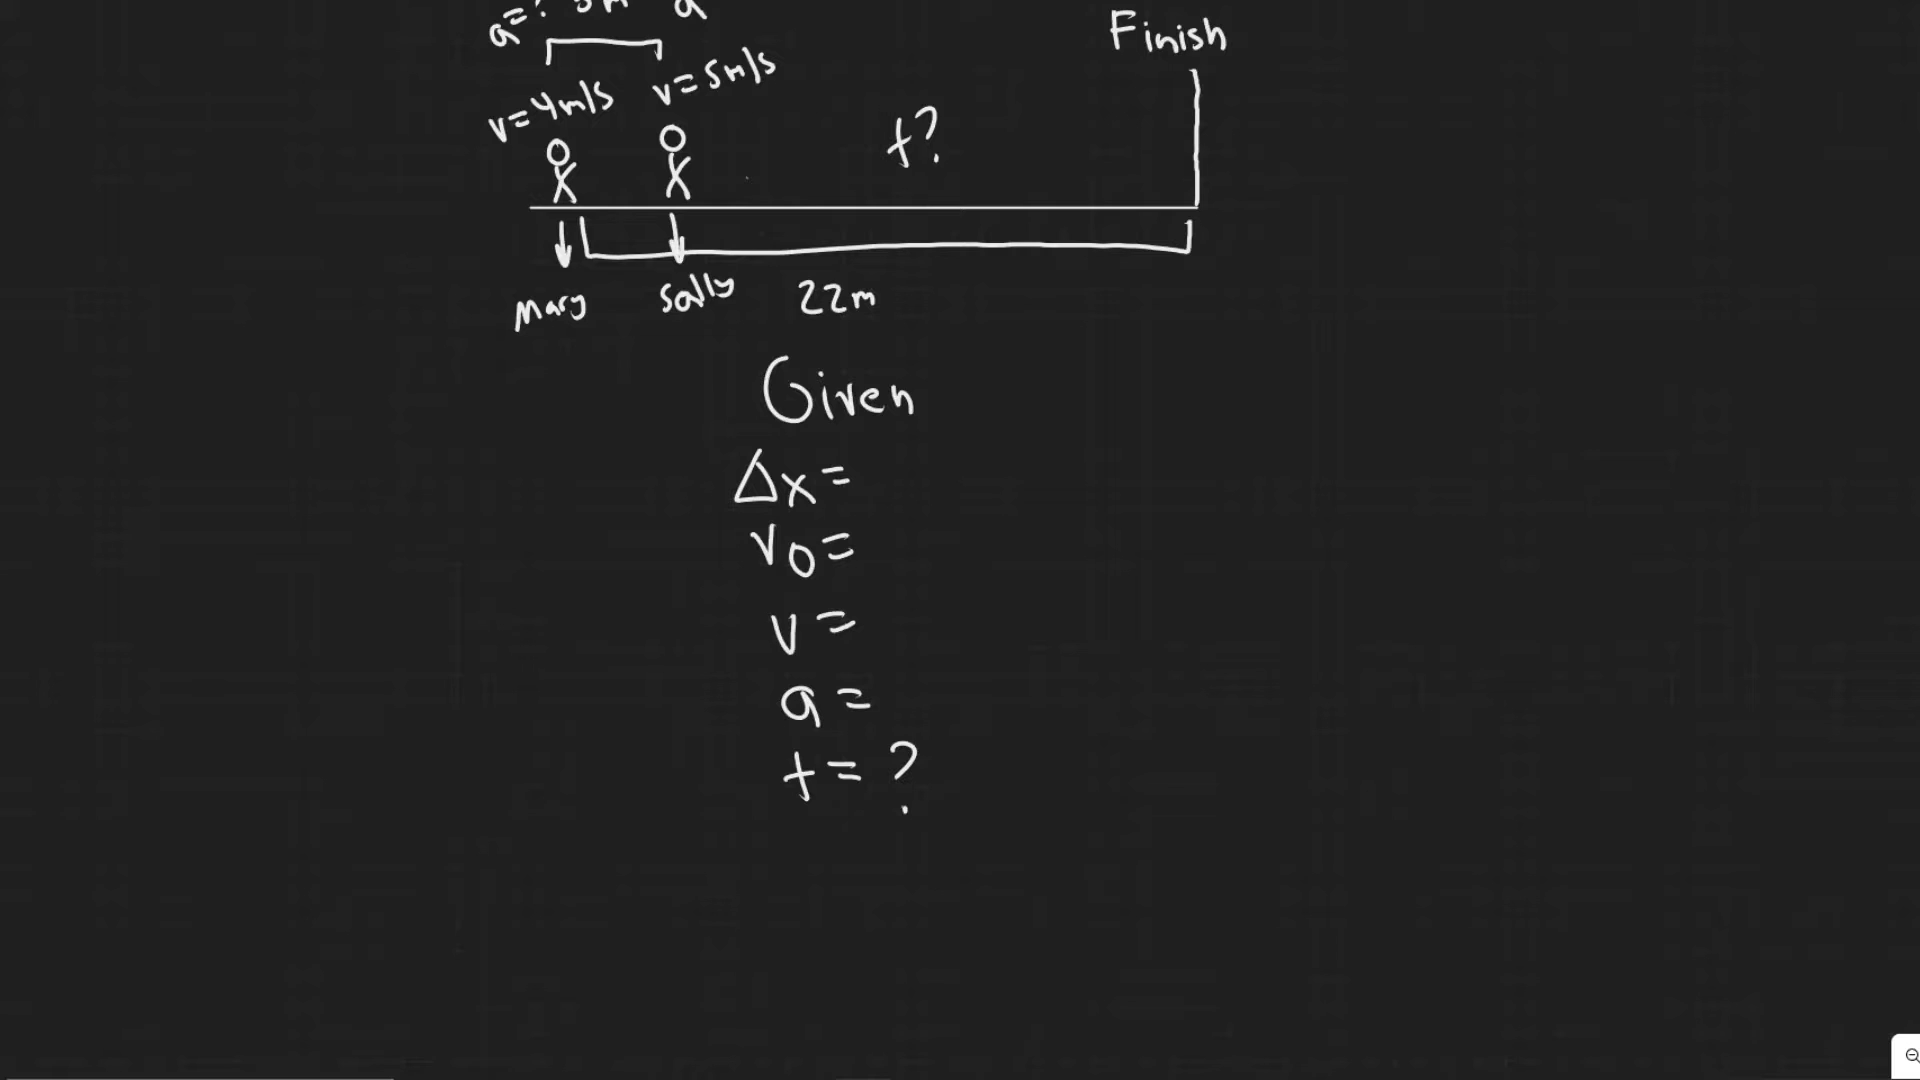 a=?
Finish
v=4m/s v=5m/s
t?
Mary Sally 22m
Given
Δx=
v0=
v=
a=
t=?